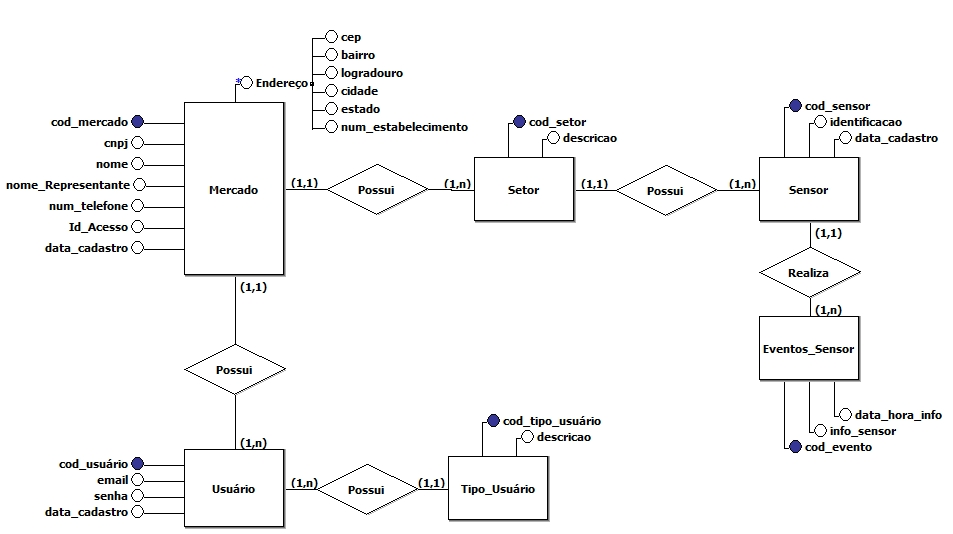 cep
bairro
* Endereço
logradouro
cidade
estado
num_estabelecimento
cod_mercado
cnpj
nome
nome_Representante
num_telefone
Id_Acesso
data_cadastro
Mercado
(1,1)
Possui
(1,n)
cod_setor
descricao
Setor
(1,1)
Possui
(1,n)
cod_sensor
identificacao
data_cadastro
Sensor
(1,1)
Realiza
(1,n)
Eventos_Sensor
data_hora_info
info_sensor
cod_evento
(1,1)
Possui
(1,n)
cod_usuário
email
senha
data_cadastro
Usuário
(1,n)
Possui
(1,1)
cod_tipo_usuário
descricao
Tipo_Usuário